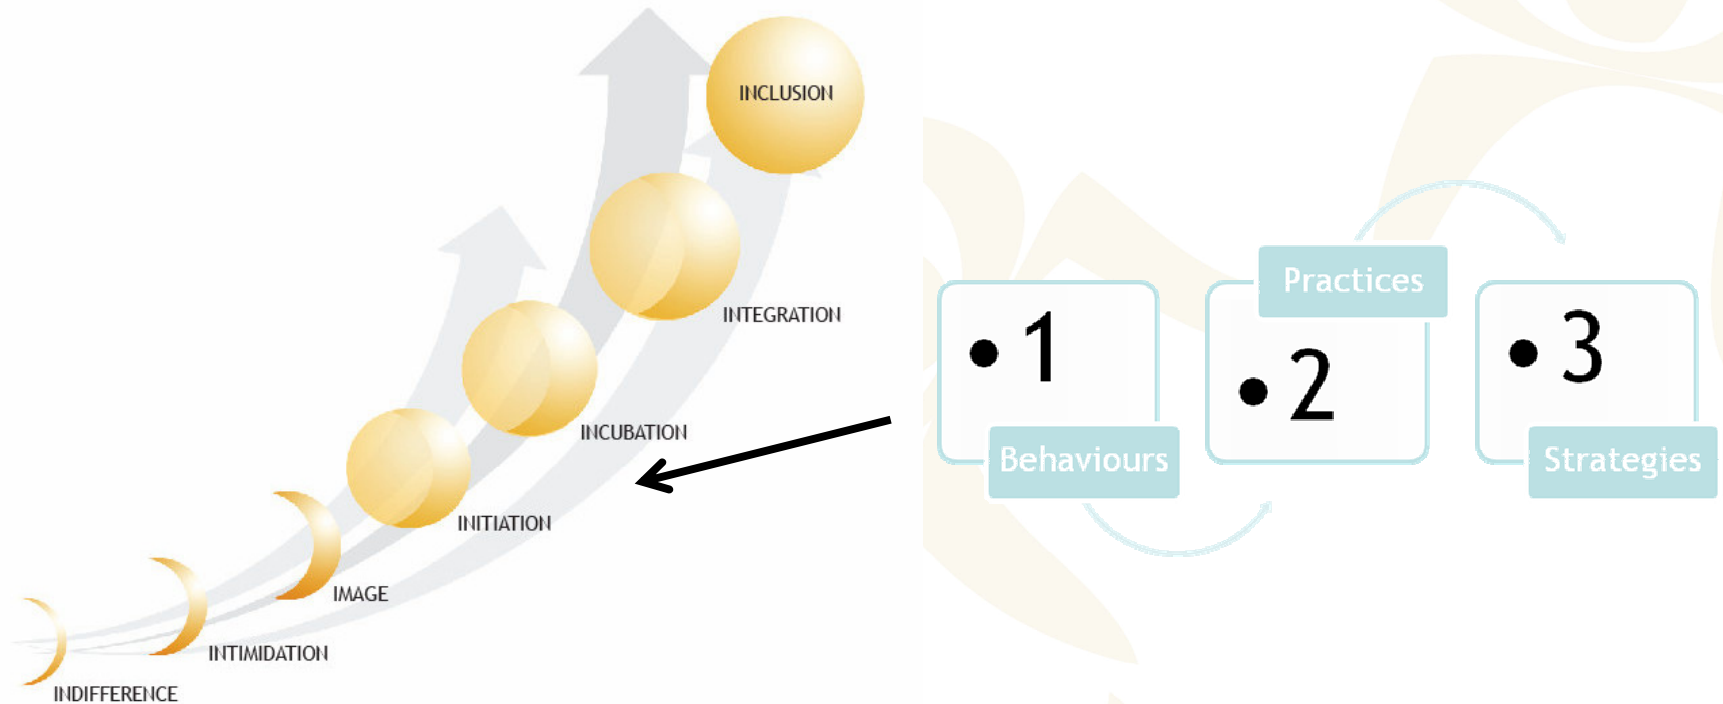 INCLUSION
INTEGRATION
INCUBATION
INITIATION
IMAGE
INTIMIDATION
INDIFFERENCE
• 1
Behaviours
Practices
• 2
• 3
Strategies